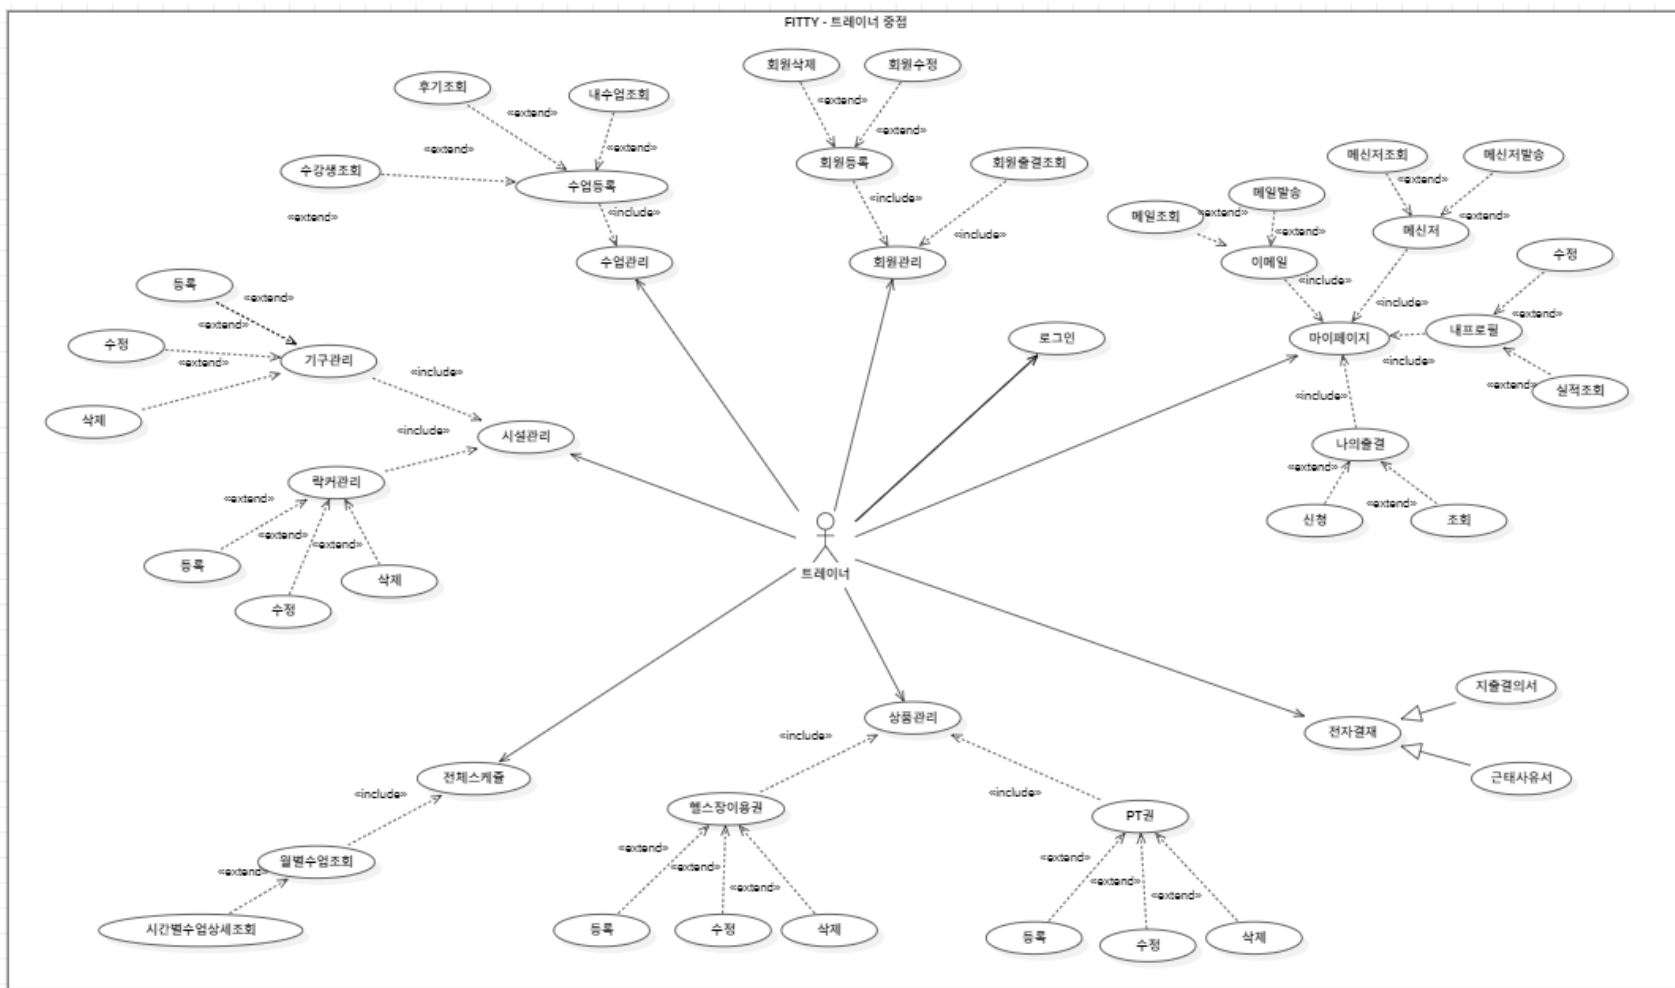 FITTY - 트레이너 중점
회원삭제
회원수정
후기조회
내수업조회
«extend»
«extend»
«extend»
«extend»
«extend»
«extend»
수강생조회
수업등록
회원등록
회원출결조회
메신저조회
메신저발송
«extend»
«extend»
«extend»
메일발송
메일조회
«extend»
«extend»
메신저
«include»
«include»
«include»
수업관리
회원관리
이메일
수정
«include»
«include»
등록
«extend»
«extend»
«extend»
수정
기구관리
로그인
마이페이지
내프로필
«extend»
«include»
«include»
«include»
«extend»
실적조회
삭제
«include»
시설관리
나의출결
«extend»
«extend»
락커관리
«extend»
«extend»
«extend»
신청
조회
등록
삭제
수정
트레이너
지출결의서
상품관리
전자결재
«include»
근태사유서
전체스케쥴
«include»
«include»
헬스장이용권
PT권
월별수업조회
«extend»
«extend»
«extend»
«extend»
«extend»
«extend»
«extend»
시간별수업상세조회
등록
수정
삭제
등록
수정
삭제